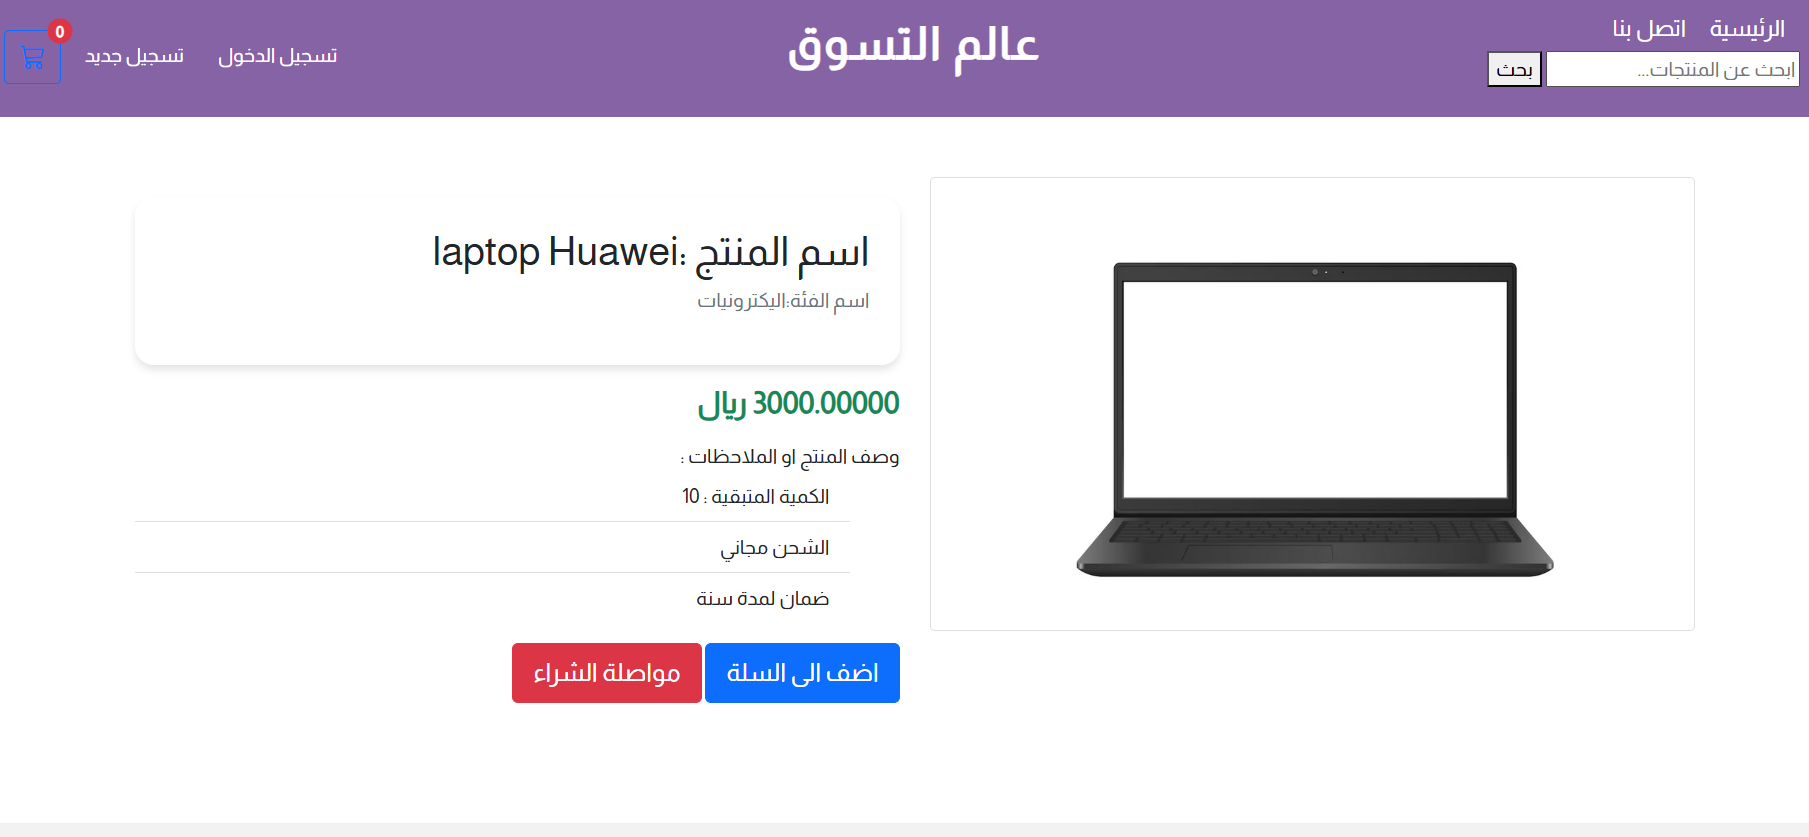 الرئيسية اتصل بنا
ابحث عن المنتجات... بحث
عالم التسوق
تسجيل الدخول تسجيل جديد 0
اسم المنتج :laptop Huawei
اسم الفئة:اليكترونيات
3000.00000 ريال
وصف المنتج او الملاحظات :
الكمية المتبقية : 10
الشحن مجاني
ضمان لمدة سنة
اضف الى السلة مواصلة الشراء